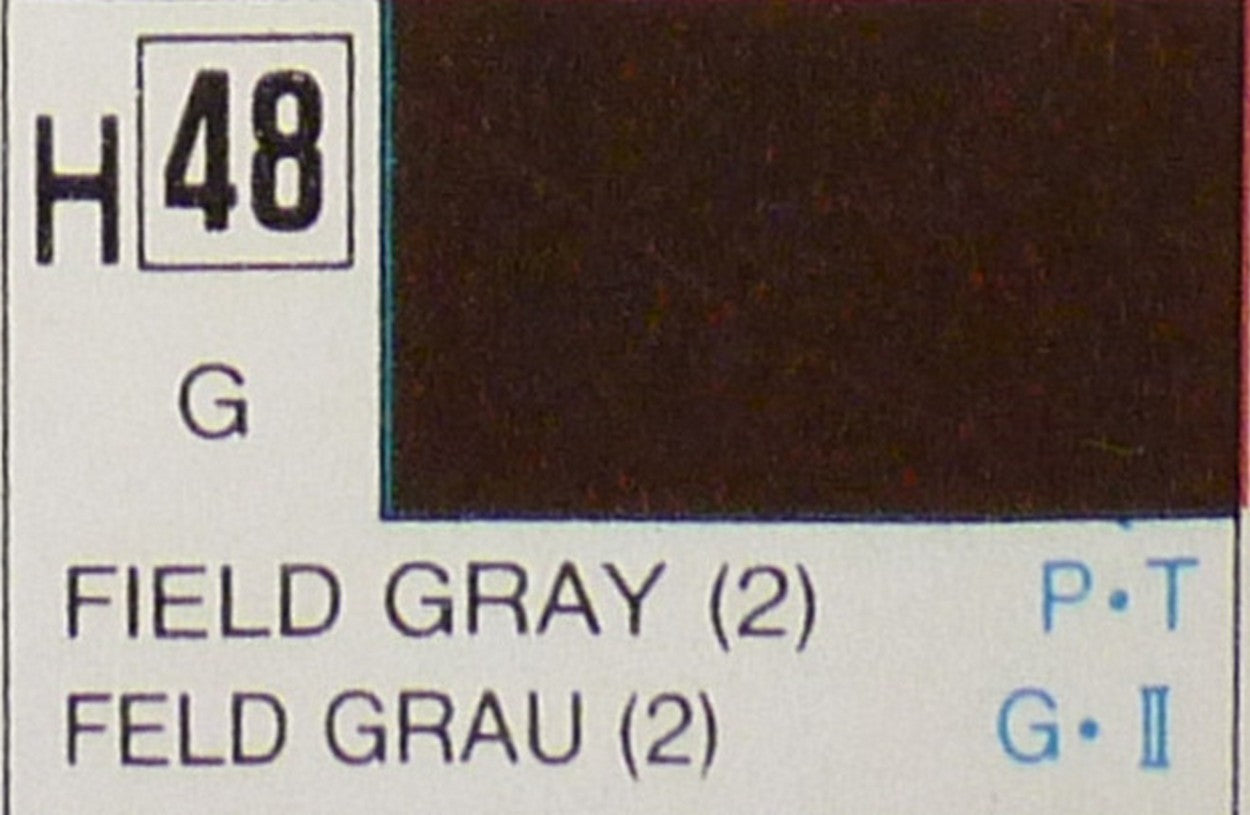 H 48
G
FIELD GRAY (2) P·T
FELD GRAU (2) G·Ⅱ